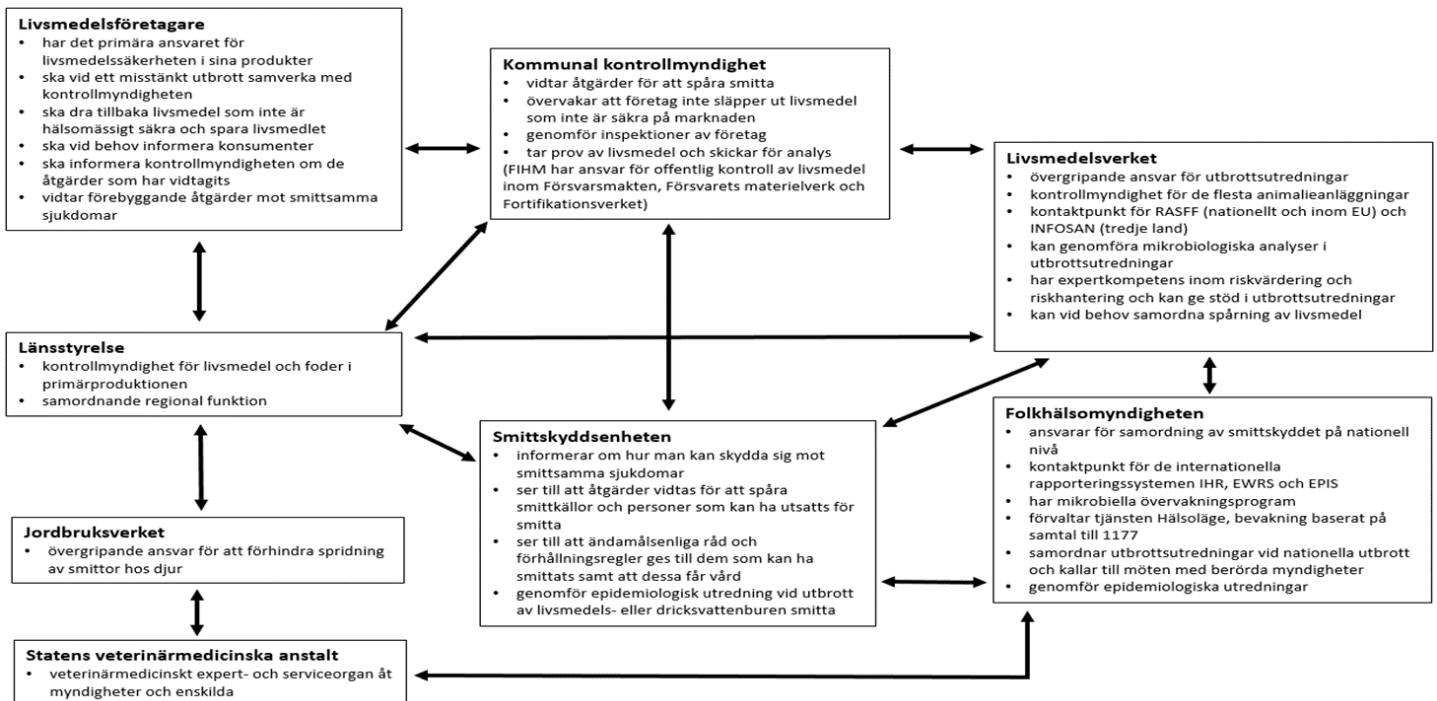 Livsmedelsföretagare
• har det primära ansvaret för
livsmedelssäkerheten i sina produkter
• ska vid ett misstänkt utbrott samverka med
kontrollmyndigheten
• ska dra tillbaka livsmedel som inte är
hälsomässigt säkra och spara livsmedlet
• ska vid behov informera konsumenter
• ska informera kontrollmyndigheten om de
åtgärder som har vidtagits
• vidtar förebyggande åtgärder mot smittsamma
sjukdomar
Kommunal kontrollmyndighet
• vidtar åtgärder för att spåra smitta
• övervakar att företag inte släpper ut livsmedel
som inte är säkra på marknaden
• genomför inspektioner av företag
• tar prov av livsmedel och skickar för analys
(FIHM har ansvar för offentlig kontroll av livsmedel
inom Försvarsmakten, Försvarets materielverk och
Fortifikationsverket)
Livsmedelsverket
• övergripande ansvar för utbrottsutredningar
• kontrollmyndighet för de flesta animalieanläggningar
• kontaktpunkt för RASFF (nationellt och inom EU) och
INFOSAN (tredje land)
• kan genomföra mikrobiologiska analyser i
utbrottsutredningar
• har expertkompetens inom riskvärdering och
riskhantering och kan ge stöd i utbrottsutredningar
• kan vid behov samordna spårning av livsmedel
Länsstyrelse
• kontrollmyndighet för livsmedel och foder i
primärproduktionen
• samordnande regional funktion
Smittskyddsenheten
• informerar om hur man kan skydda sig mot
smittsamma sjukdomar
• ser till att åtgärder vidtas för att spåra
smittkällor och personer som kan ha utsatts för
smitta
• ser till att ändamålsenliga råd och
förhållningsregler ges till dem som kan ha
smittats samt att dessa får vård
• genomför epidemiologisk utredning vid utbrott
av livsmedels- eller dricksvattenburen smitta
Folkhälsomyndigheten
• ansvarar för samordning av smittskyddet på nationell
nivå
• kontaktpunkt för de internationella
rapporteringssystemen IHR, EWRS och EPIS
• har mikrobiella övervakningsprogram
• förvaltar tjänsten Hälsoläge, bevakning baserat på
samtal till 1177
• samordnar utbrottsutredningar vid nationella utbrott
och kallar till möten med berörda myndigheter
• genomför epidemiologiska utredningar
Jordbruksverket
• övergripande ansvar för att förhindra spridning
av smittor hos djur
Statens veterinärmedicinska anstalt
• veterinärmedicinskt expert- och serviceorgan åt
myndigheter och enskilda